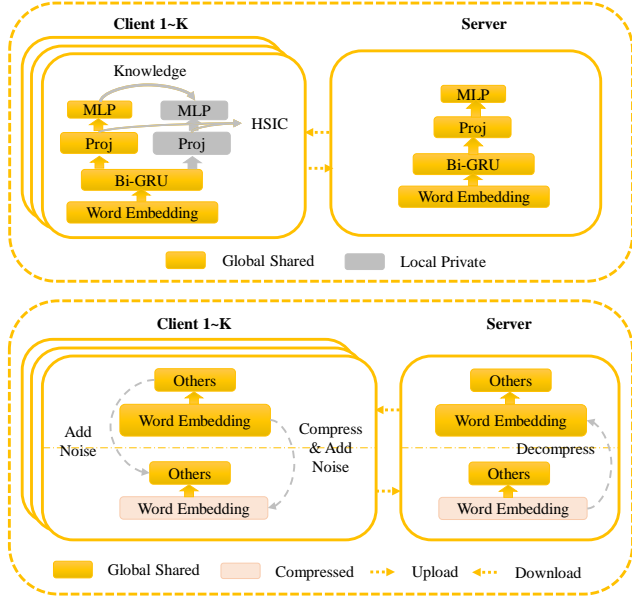 Client 1~K
Server
Knowledge
MLP
MLP
HSIC
Proj
Proj
Bi-GRU
Word Embedding
MLP
Proj
Bi-GRU
Word Embedding
Global Shared
Local Private
Client 1~K
Server
Others
Word Embedding
Add
Noise
Compress
& Add
Noise
Others
Word Embedding
Others
Word Embedding
Decompress
Others
Word Embedding
Global Shared
Compressed
Upload
Download